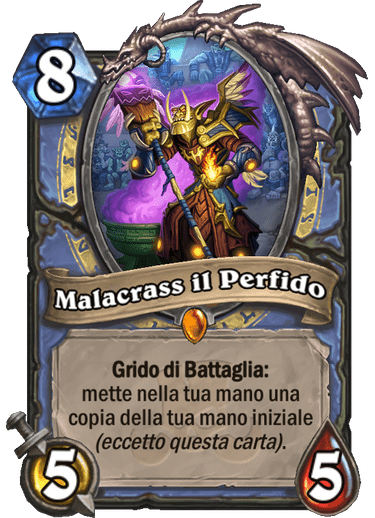 8
Malacrass il Perfido
Grido di Battaglia:
mette nella tua mano una
copia della tua mano iniziale
(eccetto questa carta).
5
5